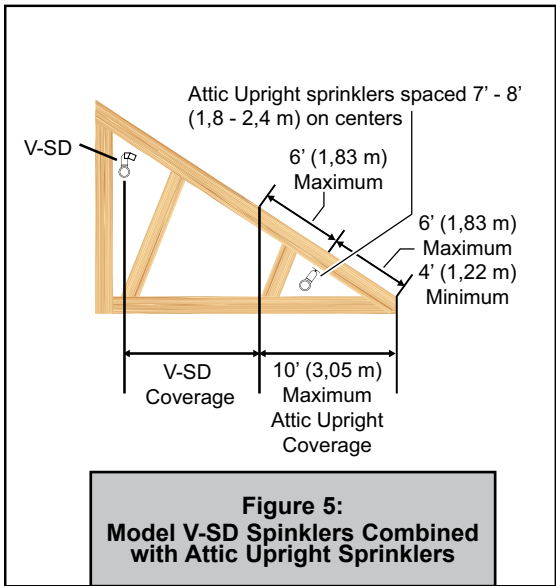 Attic Upright sprinklers spaced 7' - 8'
(1,8 - 2,4 m) on centers
V-SD
6' (1,83 m)
Maximum
6' (1,83 m)
Maximum
4' (1,22 m)
Minimum
V-SD
Coverage
10' (3,05 m)
Maximum
Attic Upright
Coverage
Figure 5:
Model V-SD Spinklers Combined
with Attic Upright Sprinklers